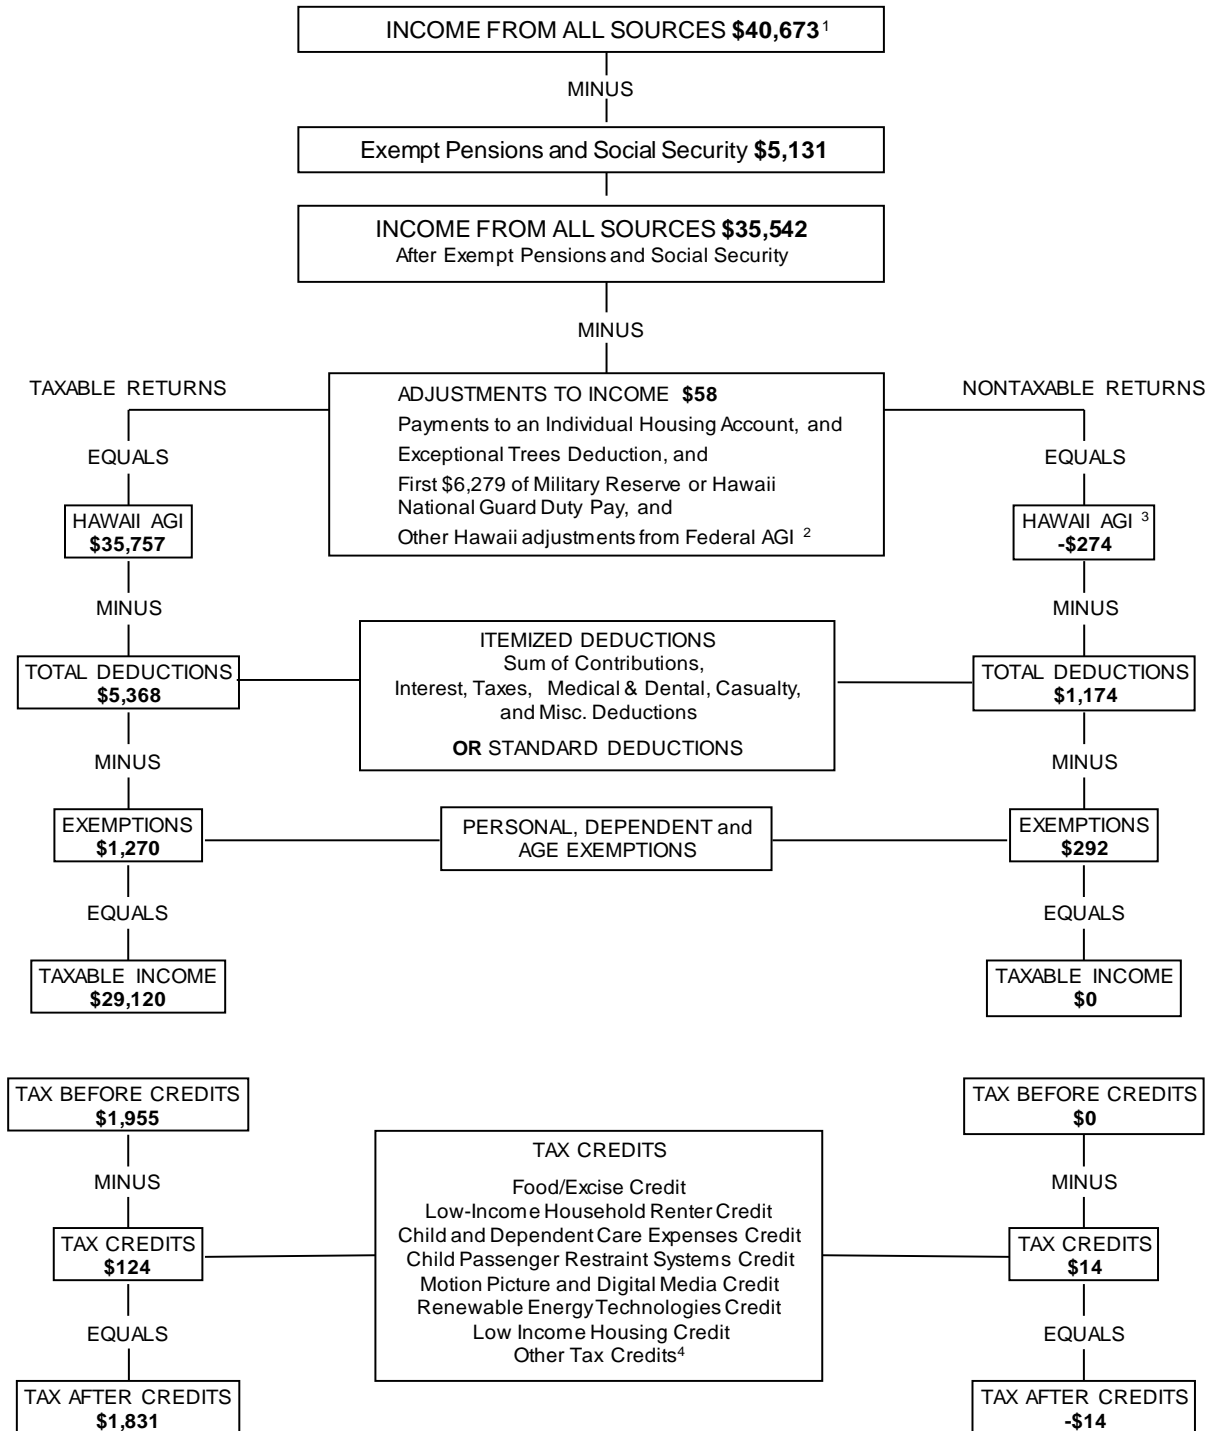 INCOME FROM ALL SOURCES $40,673 1
MINUS
Exempt Pensions and Social Security $5,131
INCOME FROM ALL SOURCES $35,542
After Exempt Pensions and Social Security
MINUS
TAXABLE RETURNS
NONTAXABLE RETURNS
ADJUSTMENTS TO INCOME $58
Payments to an Individual Housing Account, and
Exceptional Trees Deduction, and
First $6,279 of Military Reserve or Hawaii
National Guard Duty Pay, and
Other Hawaii adjustments from Federal AGI 2
EQUALS
EQUALS
HAWAII AGI
$35,757
HAWAII AGI 3
-$274
MINUS
MINUS
TOTAL DEDUCTIONS
$5,368
ITEMIZED DEDUCTIONS
Sum of Contributions,
Interest, Taxes, Medical & Dental, Casualty,
and Misc. Deductions
OR STANDARD DEDUCTIONS
TOTAL DEDUCTIONS
$1,174
MINUS
MINUS
EXEMPTIONS
$1,270
PERSONAL, DEPENDENT and
AGE EXEMPTIONS
EXEMPTIONS
$292
EQUALS
EQUALS
TAXABLE INCOME
$29,120
TAXABLE INCOME
$0
TAX BEFORE CREDITS
$1,955
TAX BEFORE CREDITS
$0
MINUS
MINUS
TAX CREDITS
$124
TAX CREDITS
Food/Excise Credit
Low-Income Household Renter Credit
Child and Dependent Care Expenses Credit
Child Passenger Restraint Systems Credit
Motion Picture and Digital Media Credit
Renewable Energy Technologies Credit
Low Income Housing Credit
Other Tax Credits4
TAX CREDITS
$14
EQUALS
EQUALS
TAX AFTER CREDITS
$1,831
TAX AFTER CREDITS
-$14